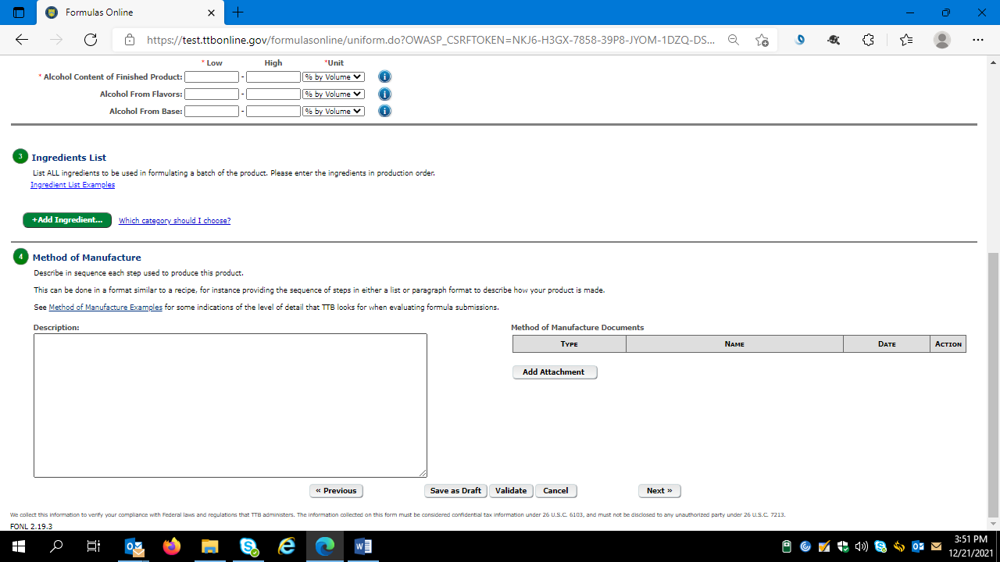 Formulas Online
https://test.ttbonline.gov/formulasonline/uniform.do?OWASP_CSRFTOKEN=NKJ6-H3GX-7858-39P8-JYOM-1DZQ-DS...
* Low High *Unit
* Alcohol Content of Finished Product: - % by Volume
Alcohol From Flavors: - % by Volume
Alcohol From Base: - % by Volume
3 Ingredients List
List ALL ingredients to be used in formulating a batch of the product. Please enter the ingredients in production order.
Ingredient List Examples
+Add Ingredient... Which category should I choose?
4 Method of Manufacture
Describe in sequence each step used to produce this product.
This can be done in a format similar to a recipe, for instance providing the sequence of steps in either a list or paragraph format to describe how your product is made.
See Method of Manufacture Examples for some indications of the level of detail that TTB looks for when evaluating formula submissions.
Description: Method of Manufacture Documents
Type Name Date Action
Add Attachment
« Previous Save as Draft Validate Cancel Next »
We collect this information to verify your compliance with Federal laws and regulations that TTB administers. The information collected on this form must be considered confidential tax information under 26 U.S.C. 6103, and must not be disclosed to any unauthorized party under 26 U.S.C. 7213.
FONL 2.19.3
3:51 PM
12/21/2021